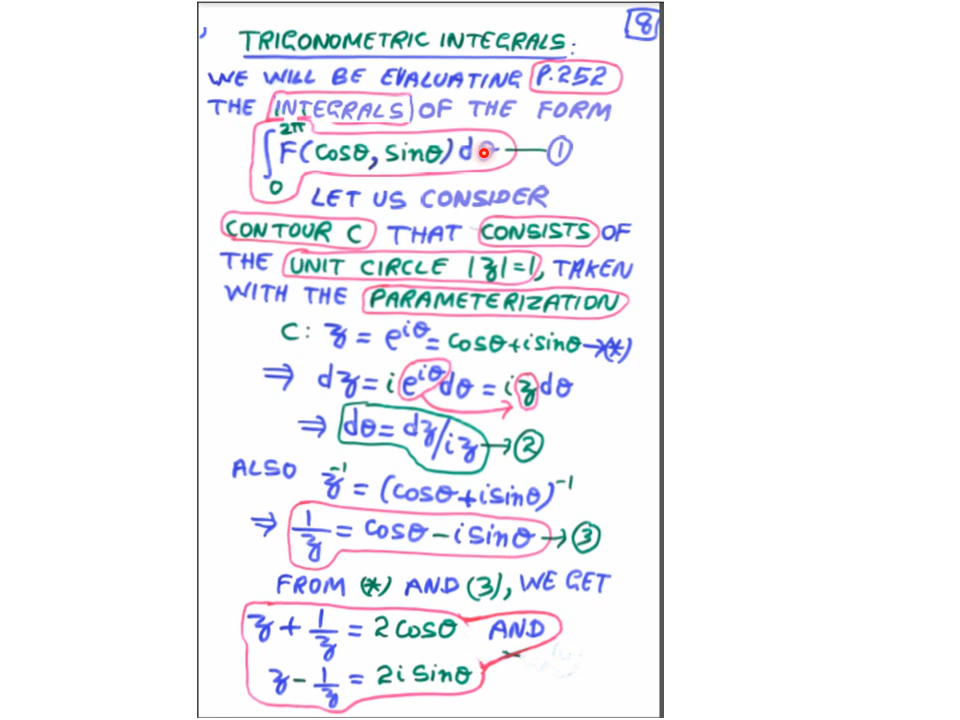 8
TRIGONOMETRIC INTEGRALS:
WE WILL BE EVALUATING P.252
THE INTEGRALS OF THE FORM
∫₀^2π F(cosθ, sinθ) dθ — ①
LET US CONSIDER
CONTOUR C THAT CONSISTS OF
THE UNIT CIRCLE |z|=1, TAKEN
WITH THE PARAMETERIZATION
C: z = e^iθ = cosθ+isinθ→(*)
⇒ dz = i e^iθ dθ = iz dθ
⇒ dθ = dz/iz → ②
ALSO z^-1 = (cosθ+isinθ)^-1
⇒ 1/z = cosθ - i sinθ → ③
FROM (*) AND (3), WE GET
z + 1/z = 2 cosθ AND
z - 1/z = 2i sinθ